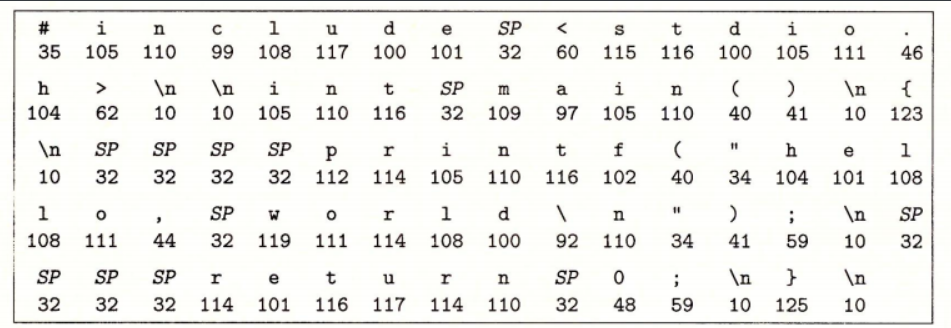 # i n c l u d e SP < s t d i o .
35 105 110 99 108 117 100 101 32 60 115 116 100 105 111 46
h > \n \n i n t SP m a i n ( ) \n {
104 62 10 10 105 110 116 32 109 97 105 110 40 41 10 123
\n SP SP SP SP p r i n t f ( " h e l
10 32 32 32 32 112 114 105 110 116 102 40 34 104 101 108
l o , SP w o r l d \ n " ) ; \n SP
108 111 44 32 119 111 114 108 100 92 110 34 41 59 10 32
SP SP SP r e t u r n SP 0 ; \n } \n
32 32 32 114 101 116 117 114 110 32 48 59 10 125 10